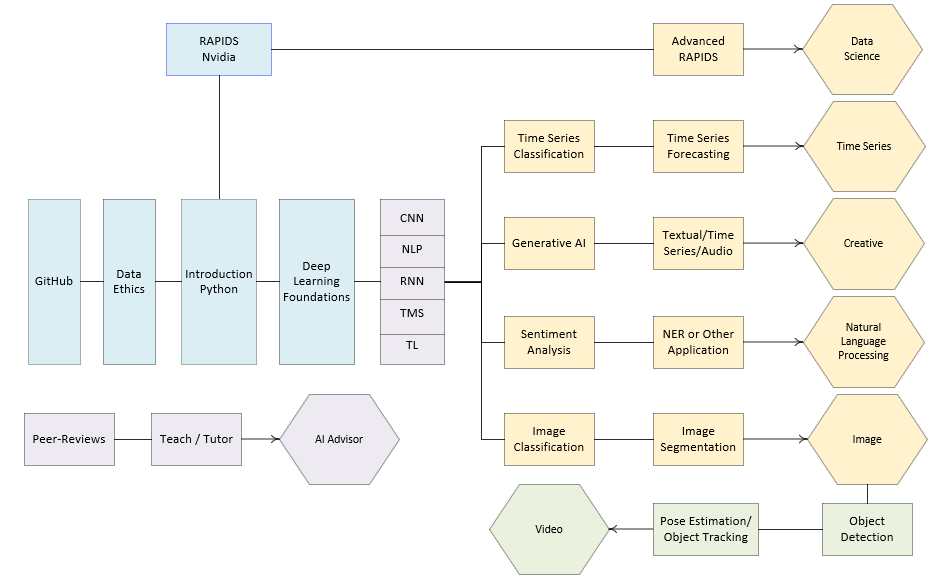 RAPIDS
Nvidia
Advanced
RAPIDS
Data
Science
Time Series
Classification
Time Series
Forecasting
Time Series
GitHub
Data
Ethics
Introduction
Python
Deep
Learning
Foundations
CNN
NLP
RNN
TMS
TL
Generative AI
Textual/Time
Series/Audio
Creative
Sentiment
Analysis
NER or Other
Application
Natural
Language
Processing
Peer-Reviews
Teach / Tutor
AI Advisor
Image
Classification
Image
Segmentation
Image
Video
Pose Estimation/
Object Tracking
Object
Detection